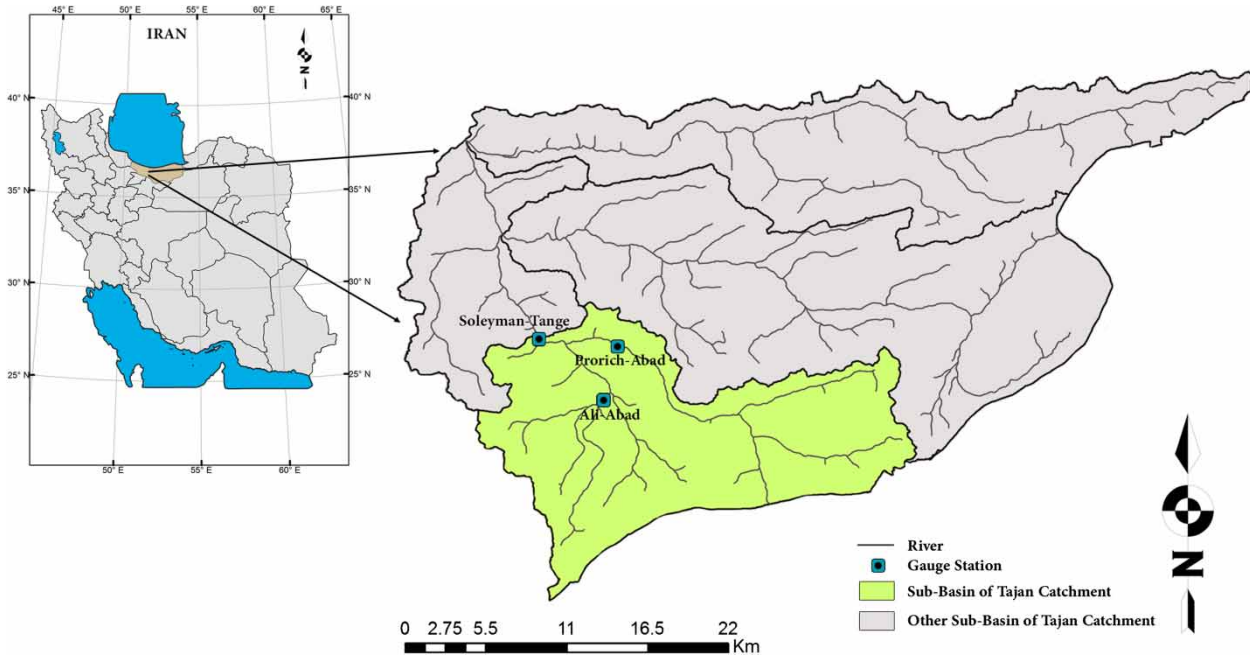 45° E 50° E 55° E 60° E 65° E
IRAN
N
40° N 40° N
35° N 35° N
30° N 30° N
25° N 25° N
50° E 55° E 60° E
Soleyman-Tange
Prorich-Abad
Ali-Abad
N
River
Gauge Station
Sub-Basin of Tajan Catchment
Other Sub-Basin of Tajan Catchment
0 2.75 5.5 11 16.5 22
Km